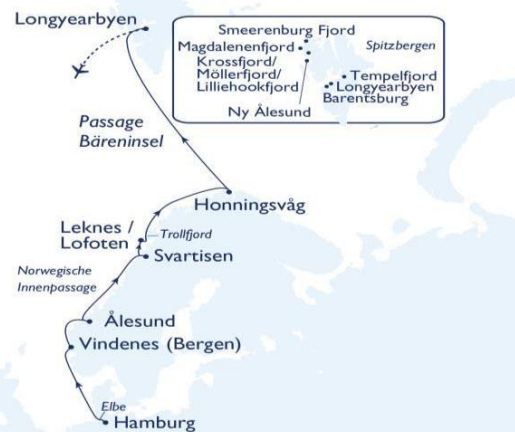 Longyearbyen
Smeerenburg Fjord
Magdalenenfjord
Spitzbergen
Krossfjord/
Möllerfjord/
Lilliehookfjord
Tempelfjord
Longyearbyen
Barentsburg
Ny Ålesund
Passage
Bäreninsel
Honningsvåg
Leknes /
Lofoten
Trollfjord
Svartisen
Norwegische
Innenpassage
Ålesund
Vindenes (Bergen)
Elbe
Hamburg